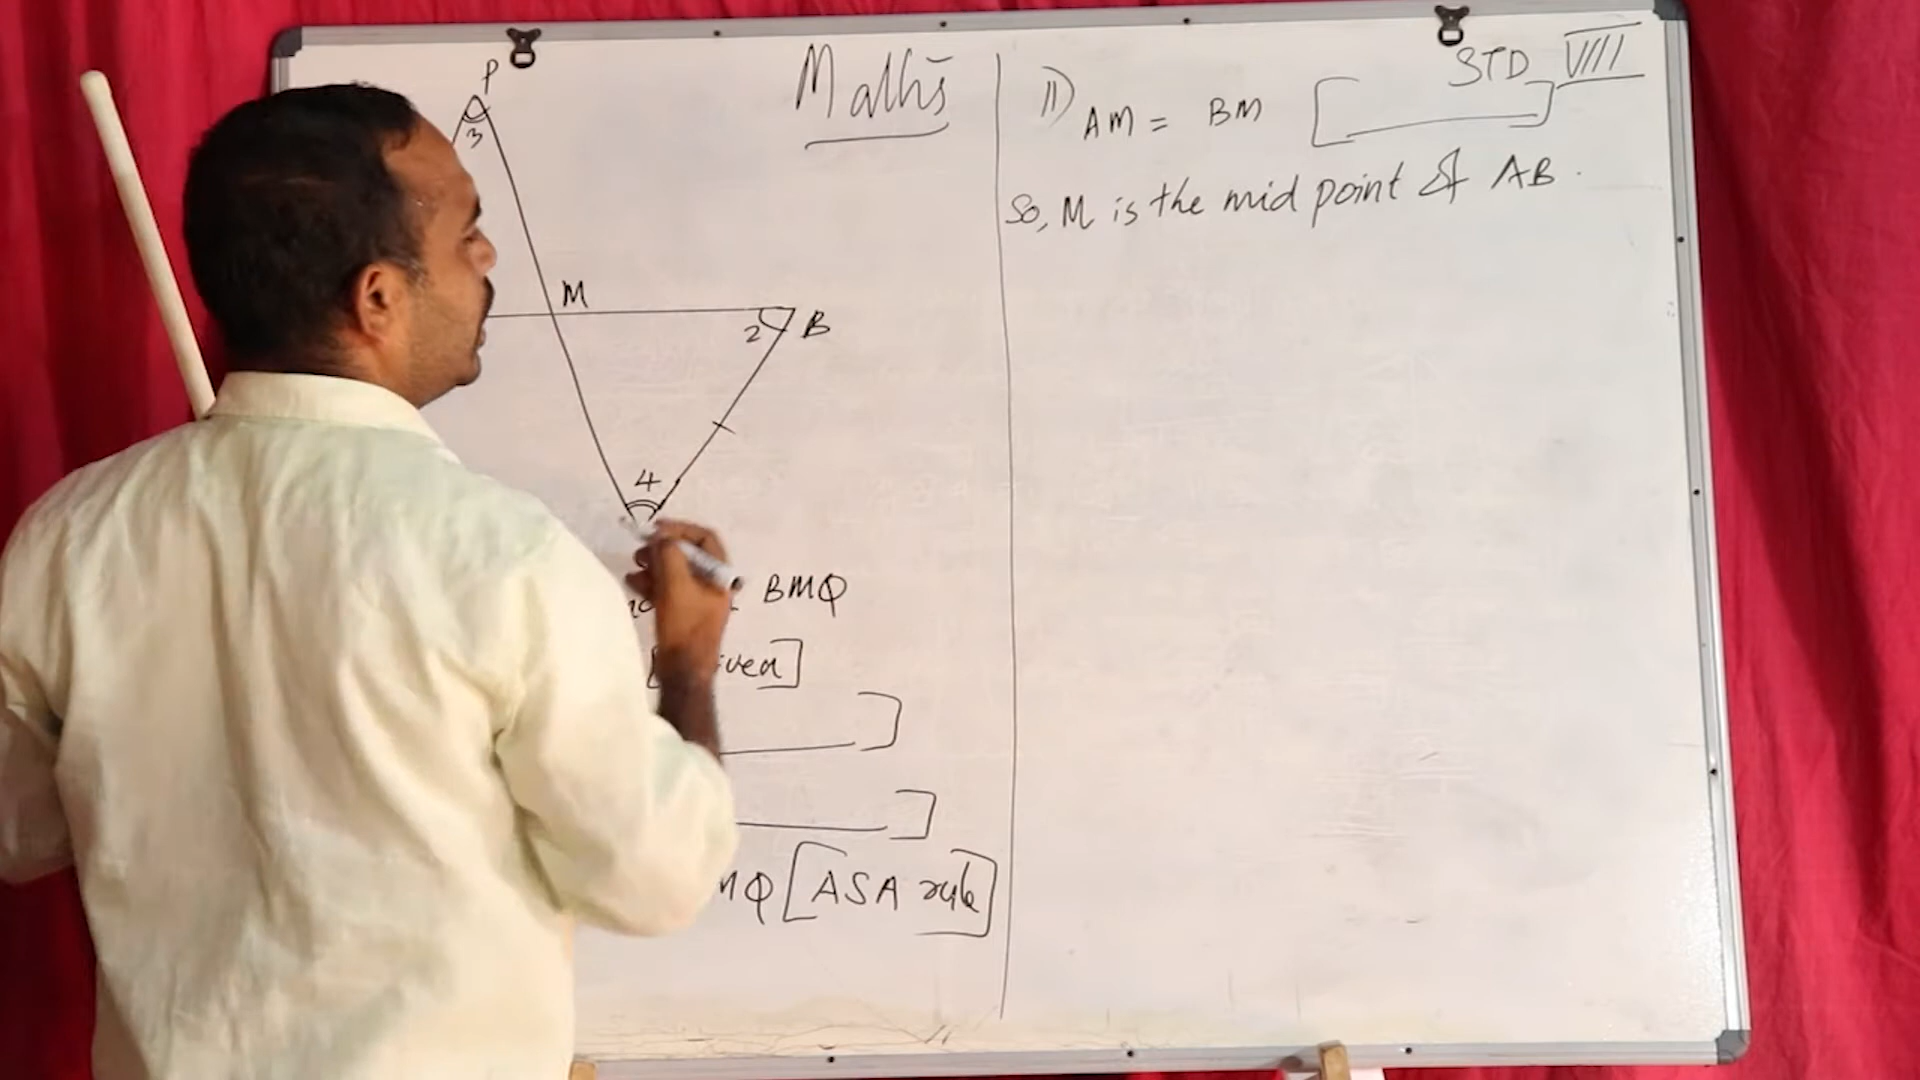 Maths
STD VIII
P
3
M
2
B
4
BMQ
MQ [ASA rule]
II) AM = BM [ ]
So, M is the mid point of AB.